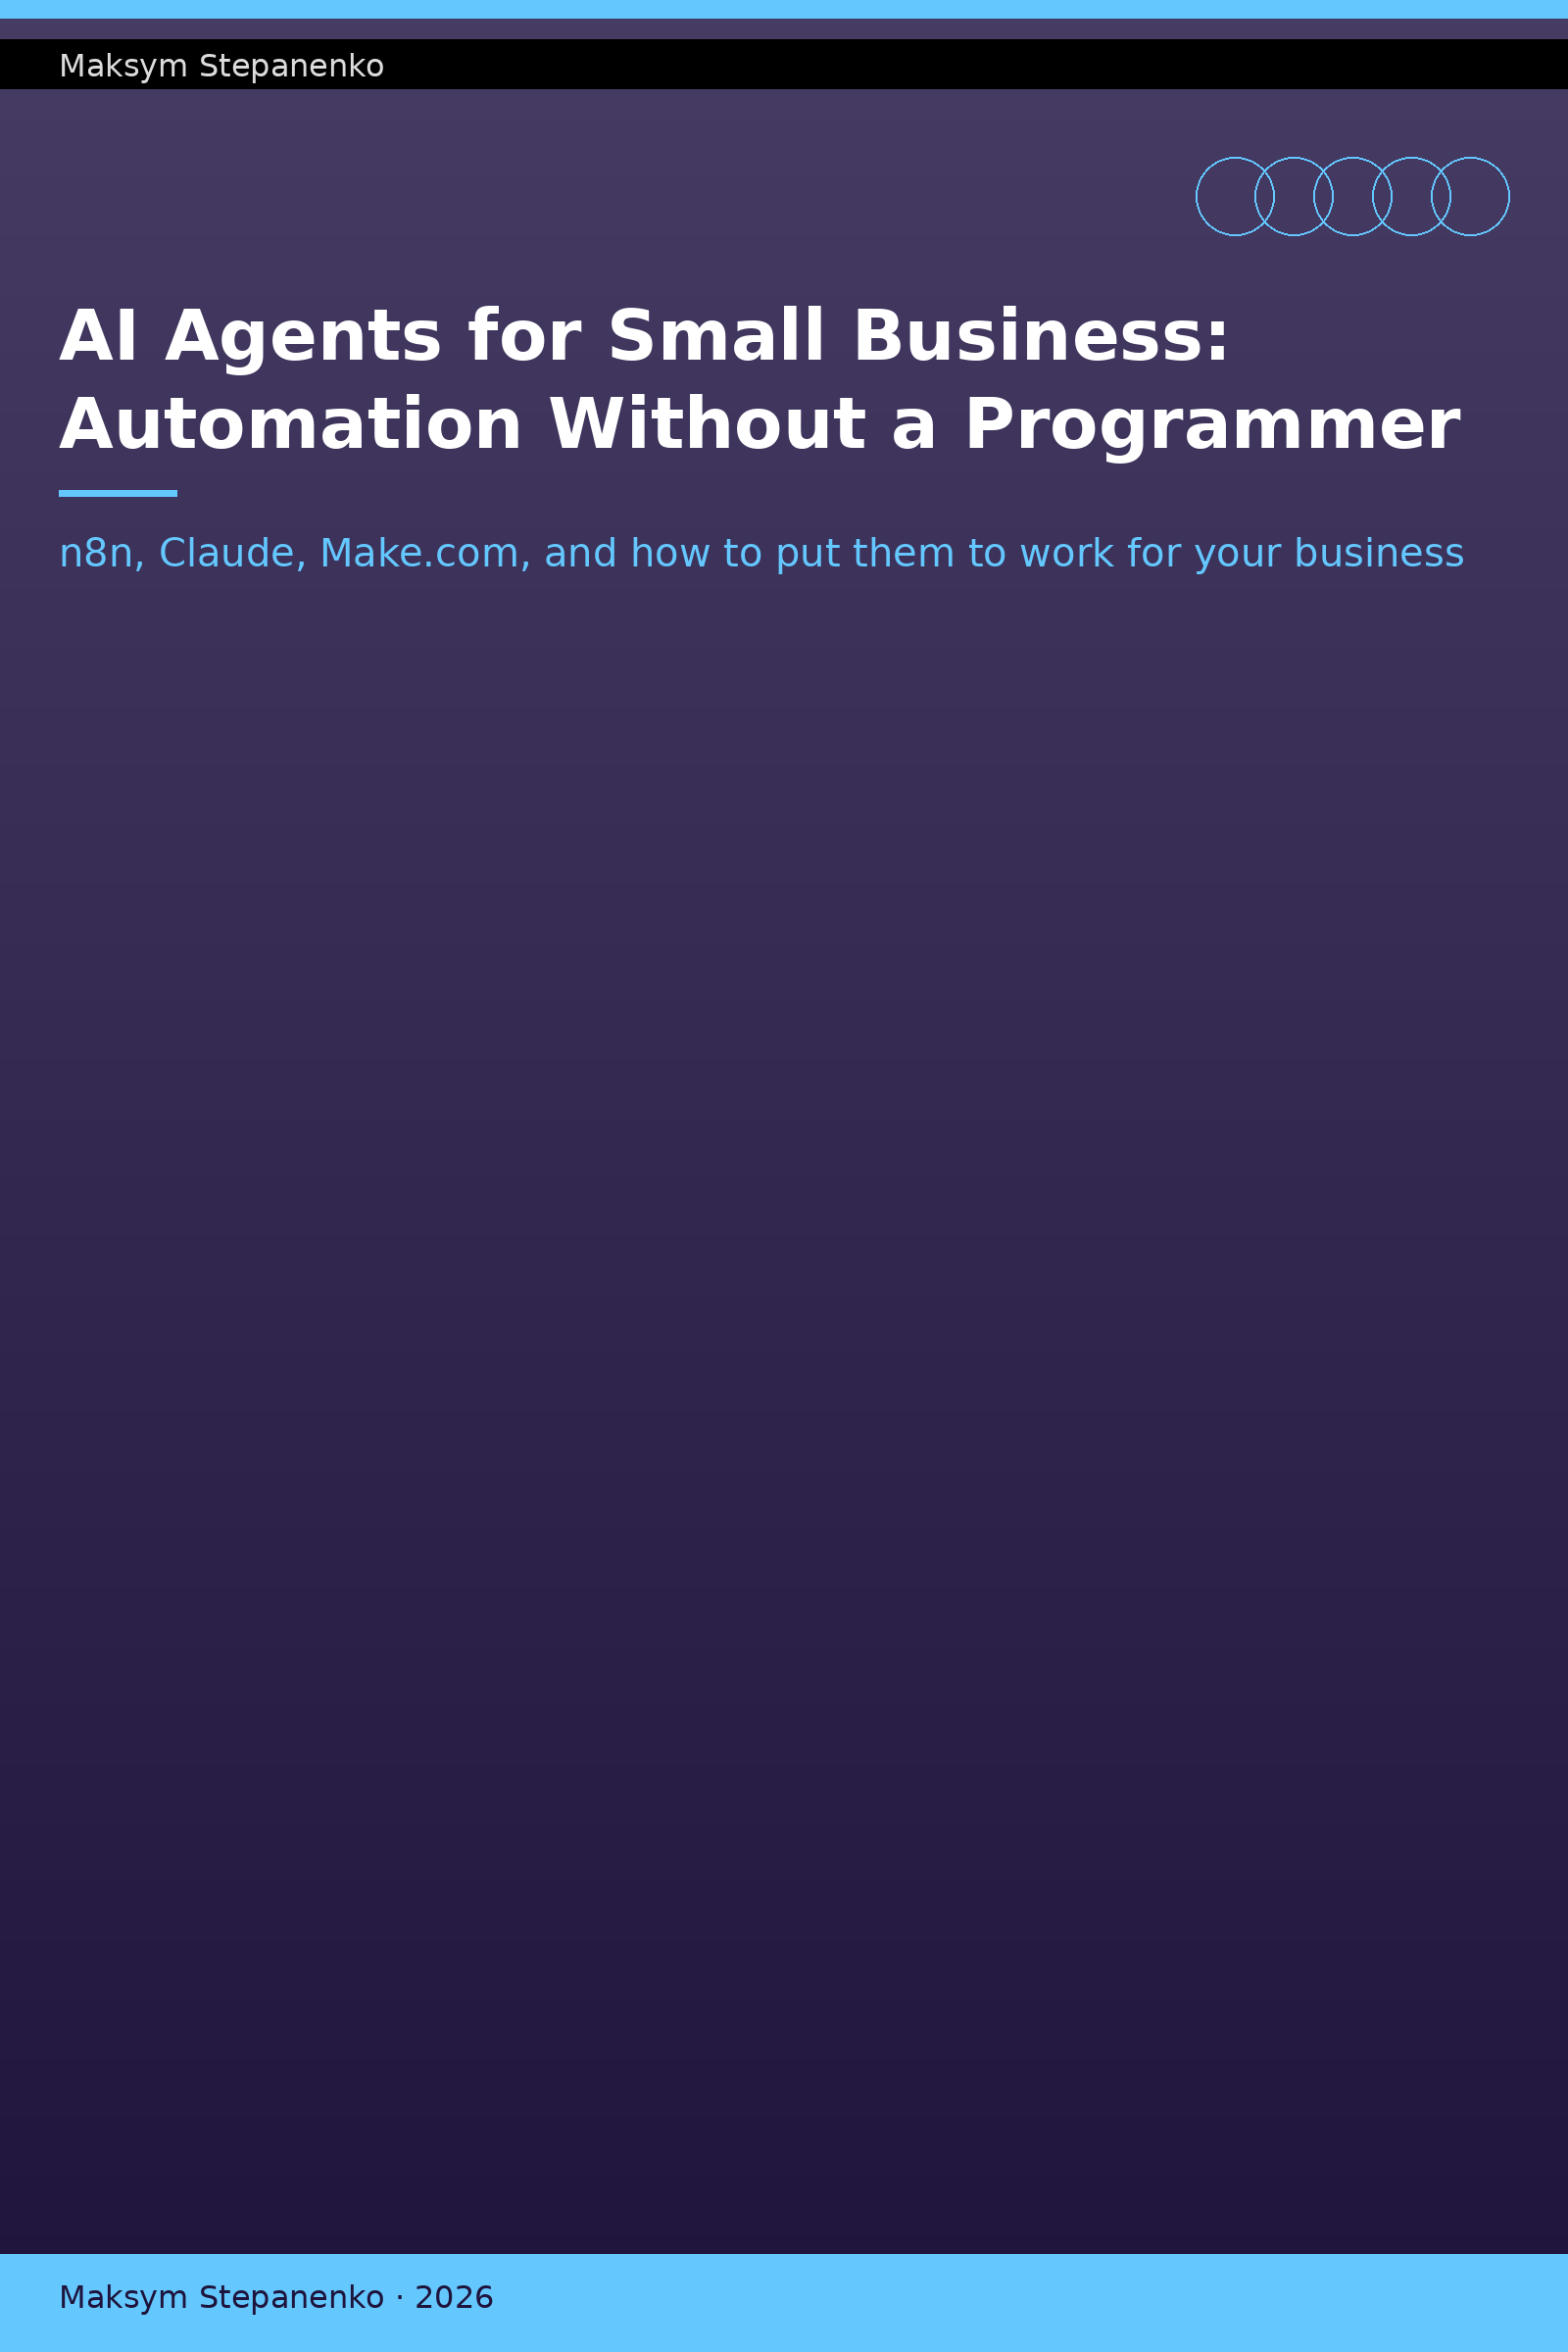 Maksym Stepanenko
AI Agents for Small Business:
Automation Without a Programmer
n8n, Claude, Make.com, and how to put them to work for your business
Maksym Stepanenko · 2026